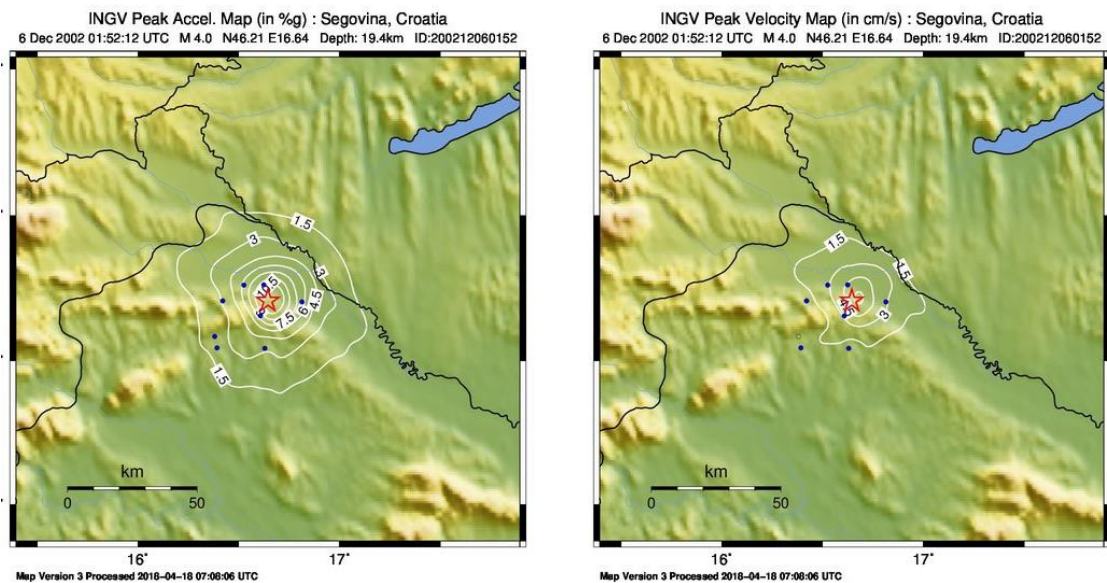 INGV Peak Accel. Map (in %g) : Segovina, Croatia
6 Dec 2002 01:52:12 UTC M 4.0 N46.21 E16.64 Depth: 19.4km ID:200212060152
1.5
3
3
4.5
6
7.5
1.5
km
0 50
16° 17°
Map Version 3 Processed 2018-04-18 07:08:06 UTC
INGV Peak Velocity Map (in cm/s) : Segovina, Croatia
6 Dec 2002 01:52:12 UTC M 4.0 N46.21 E16.64 Depth: 19.4km ID:200212060152
1.5
1.5
3
km
0 50
16° 17°
Map Version 3 Processed 2018-04-18 07:08:06 UTC